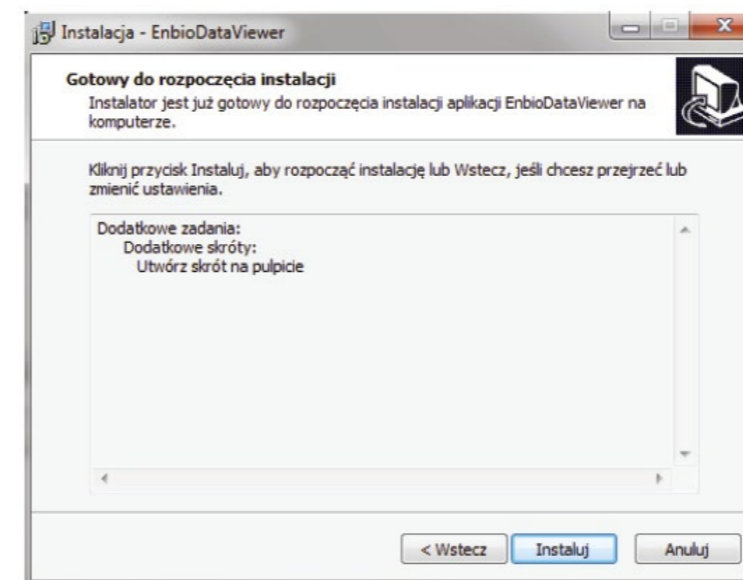 Instalacja - EnbioDataViewer
Gotowy do rozpoczęcia instalacji
Instalator jest już gotowy do rozpoczęcia instalacji aplikacji EnbioDataViewer na
komputerze.
Kliknij przycisk Instaluj, aby rozpocząć instalację lub Wstecz, jeśli chcesz przejrzeć lub
zmienić ustawienia.
Dodatkowe zadania:
Dodatkowe skróty:
Utwórz skrót na pulpicie
< Wstecz
Instaluj
Anuluj